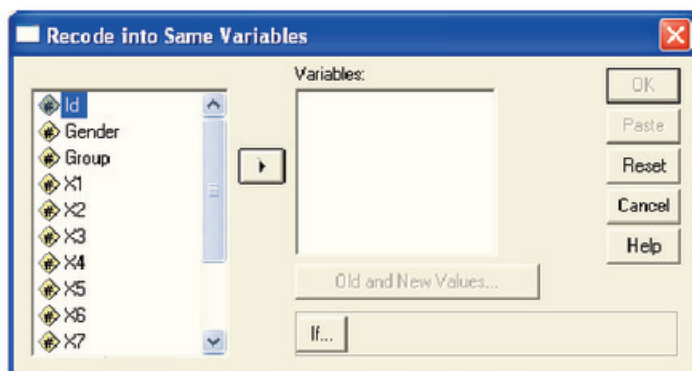 Recode into Same Variables
Id
Gender
Group
X1
X2
X3
X4
X5
X6
X7
Variables:
Old and New Values...
If...
OK
Paste
Reset
Cancel
Help